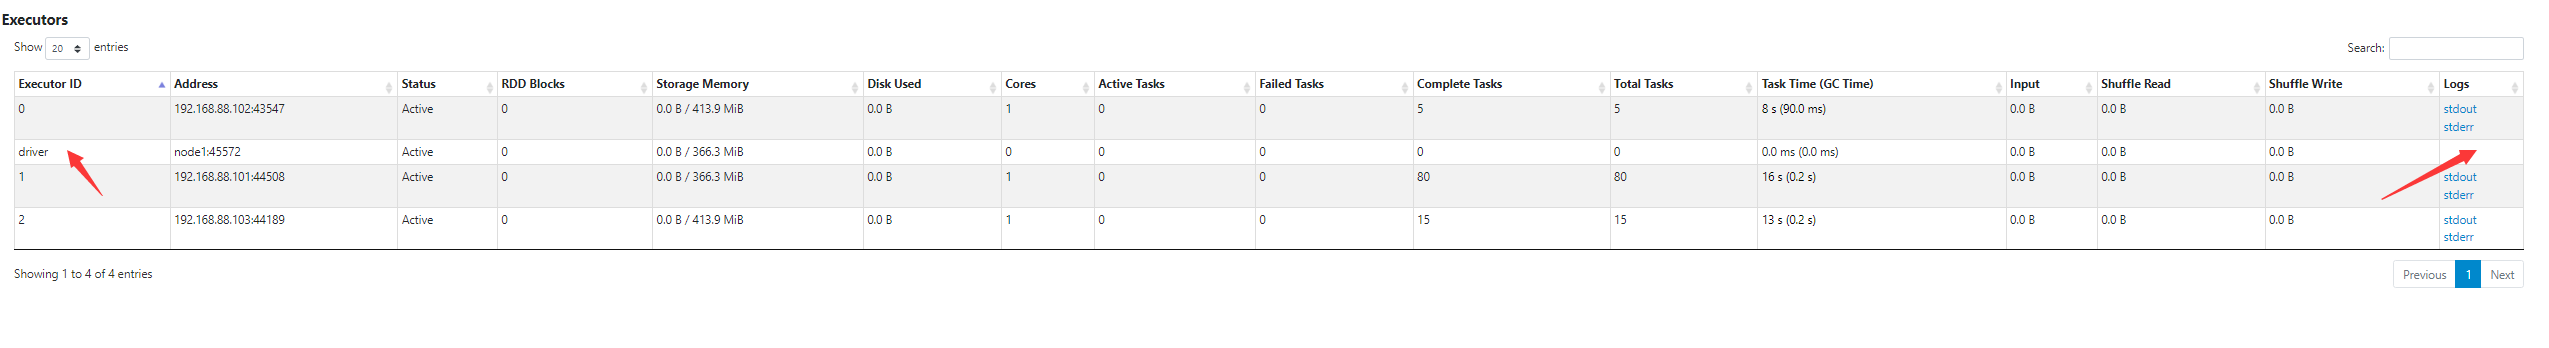 Executors
Show 20 entries Search:
Executor ID Address Status RDD Blocks Storage Memory Disk Used Cores Active Tasks Failed Tasks Complete Tasks Total Tasks Task Time (GC Time) Input Shuffle Read Shuffle Write Logs
0 192.168.88.102:43547 Active 0 0.0 B / 413.9 MiB 0.0 B 1 0 0 5 5 8 s (90.0 ms) 0.0 B 0.0 B 0.0 B stdout
stderr
driver node1:45572 Active 0 0.0 B / 366.3 MiB 0.0 B 0 0 0 0 0 0.0 ms (0.0 ms) 0.0 B 0.0 B 0.0 B
1 192.168.88.101:44508 Active 0 0.0 B / 366.3 MiB 0.0 B 1 0 0 80 80 16 s (0.2 s) 0.0 B 0.0 B 0.0 B stdout
stderr
2 192.168.88.103:44189 Active 0 0.0 B / 413.9 MiB 0.0 B 1 0 0 15 15 13 s (0.2 s) 0.0 B 0.0 B 0.0 B stdout
stderr
Showing 1 to 4 of 4 entries Previous 1 Next